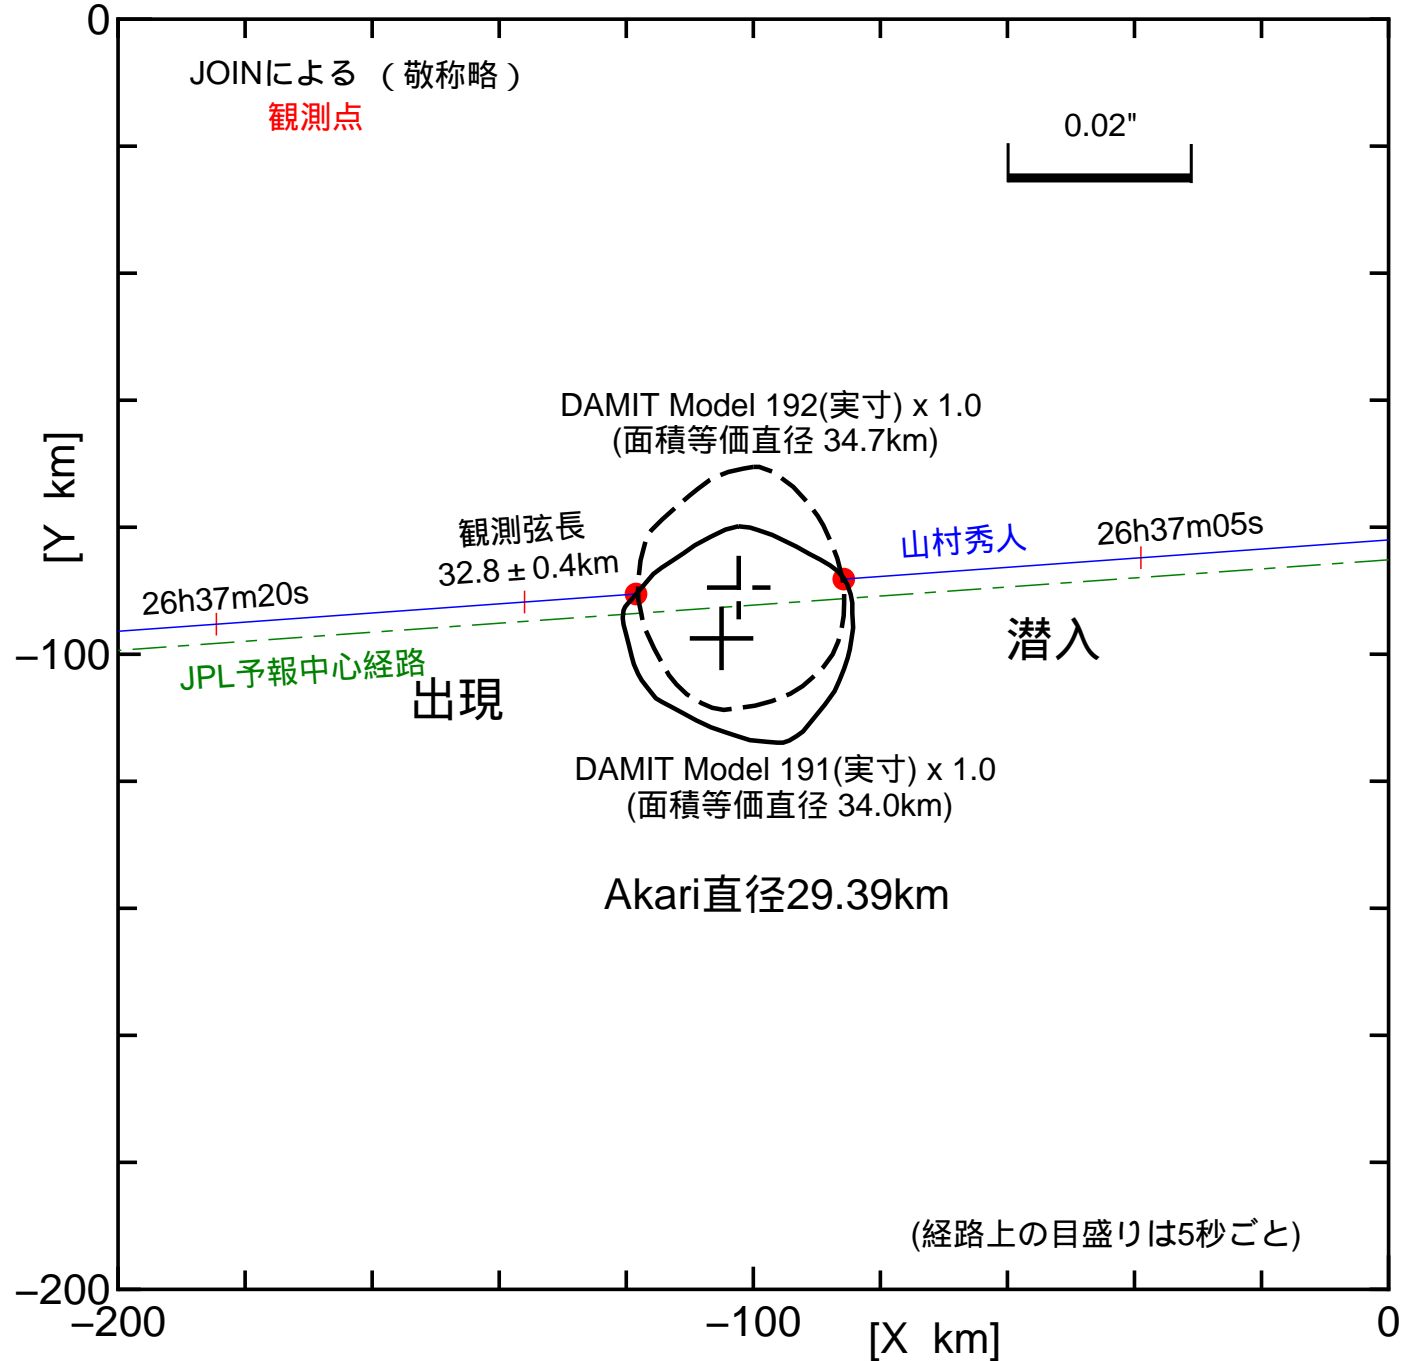 0
JOINによる （敬称略）
観測点
0.02"
DAMIT Model 192(実寸) x 1.0
(面積等価直径 34.7km)
[Y km]
観測弦長
32.8 ± 0.4km
山村秀人
26h37m05s
26h37m20s
−100
JPL予報中心経路
出現
潜入
DAMIT Model 191(実寸) x 1.0
(面積等価直径 34.0km)
Akari直径29.39km
(経路上の目盛りは5秒ごと)
−200
−200
−100
[X km]
0